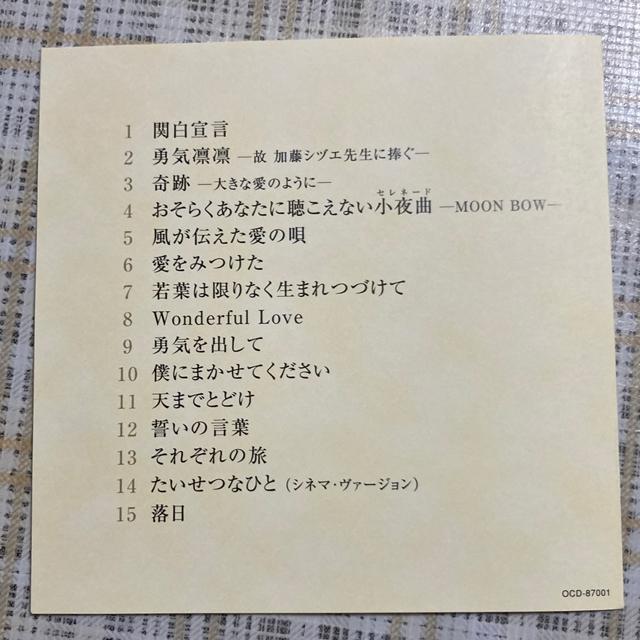 1 関白宣言
2 勇気凛凛 ―故 加藤シヅエ先生に捧ぐ―
3 奇跡 ―大きな愛のように―
4 おそらくあなたに聴こえない小夜曲 ―MOON BOW―
セレネード
5 風が伝えた愛の唄
6 愛をみつけた
7 若葉は限りなく生まれつづけて
8 Wonderful Love
9 勇気を出して
10 僕にまかせてください
11 天までとどけ
12 誓いの言葉
13 それぞれの旅
14 たいせつなひと (シネマ・ヴァージョン)
15 落日
OCD-87001